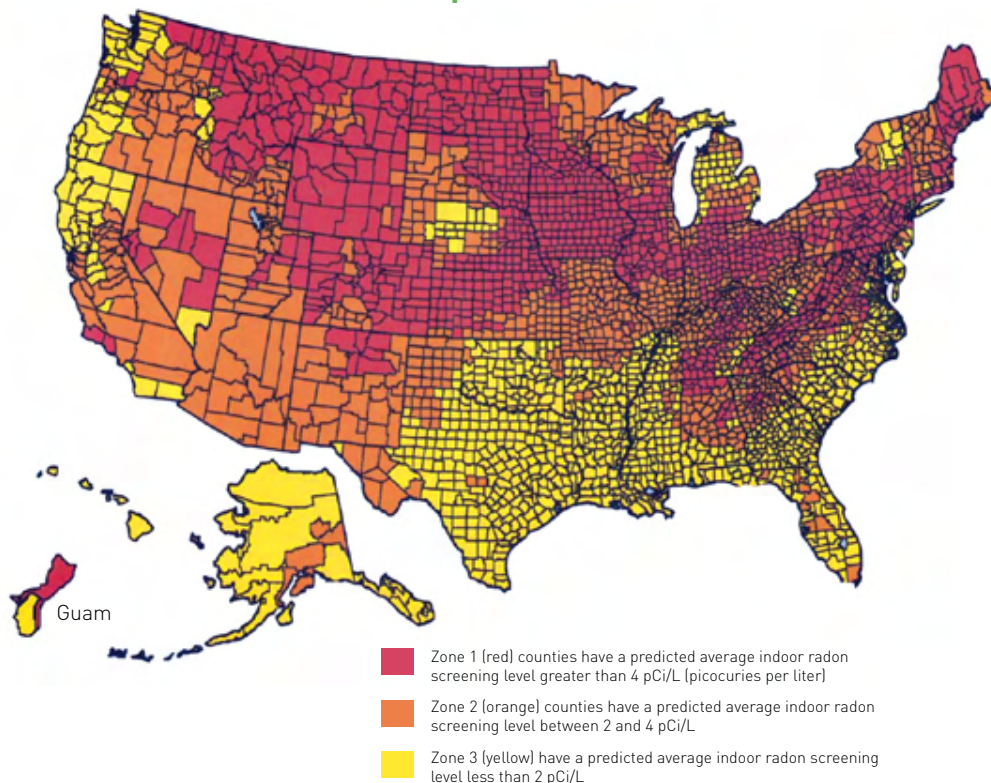 Guam
Zone 1 (red) counties have a predicted average indoor radon
screening level greater than 4 pCi/L (picocuries per liter)
Zone 2 (orange) counties have a predicted average indoor radon
screening level between 2 and 4 pCi/L
Zone 3 (yellow) have a predicted average indoor radon screening
level less than 2 pCi/L